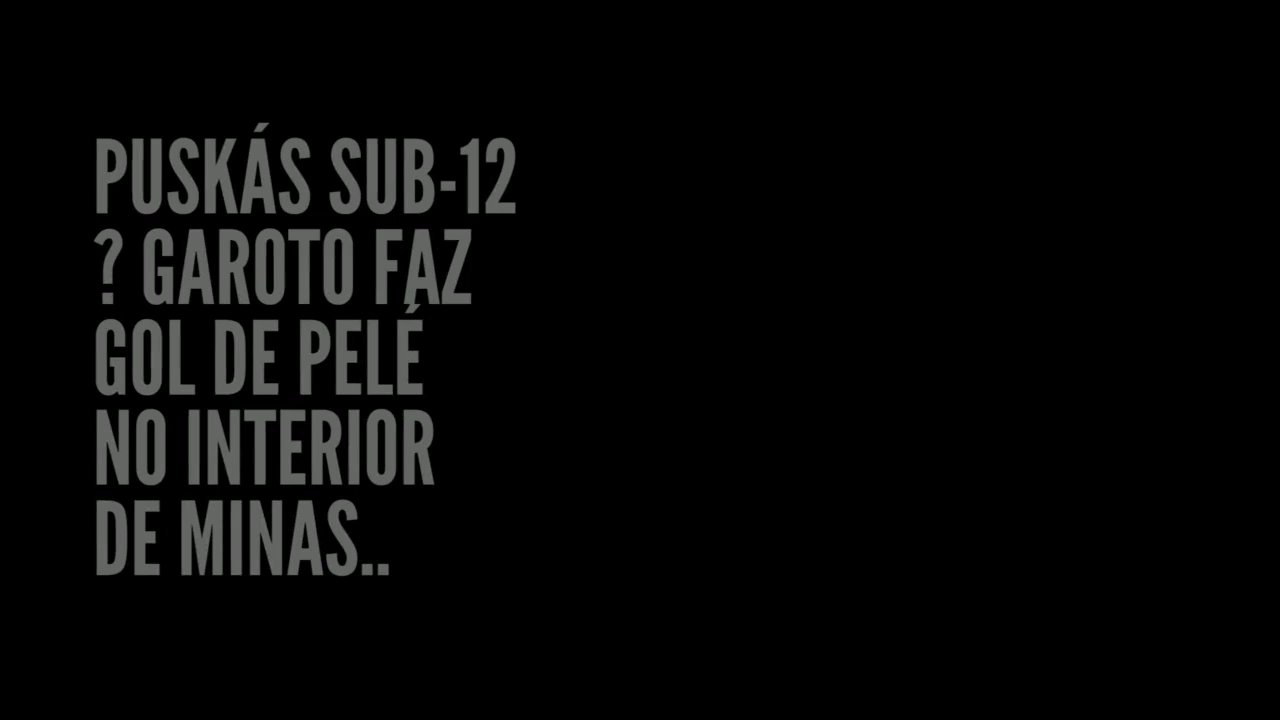 PUSKÁS SUB-12
? GAROTO FAZ
GOL DE PELÉ
NO INTERIOR
DE MINAS..